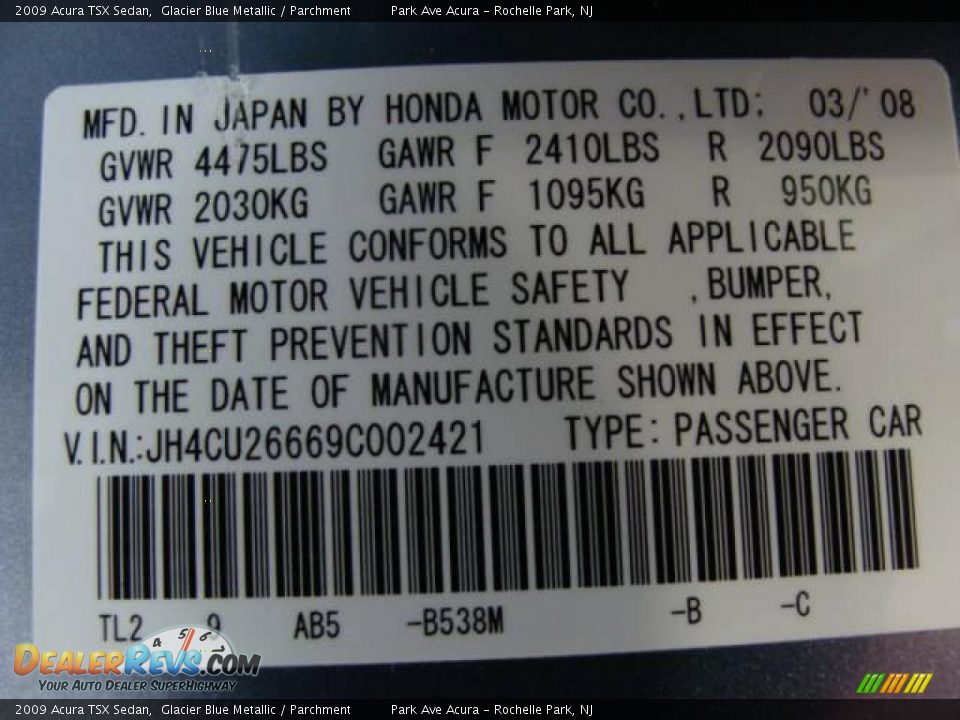 2009 Acura TSX Sedan, Glacier Blue Metallic / Parchment Park Ave Acura - Rochelle Park, NJ
MFD. IN JAPAN BY HONDA MOTOR CO., LTD: 03/'08
GVWR 4475LBS GAWR F 2410LBS R 2090LBS
GVWR 2030KG GAWR F 1095KG R 950KG
THIS VEHICLE CONFORMS TO ALL APPLICABLE
FEDERAL MOTOR VEHICLE SAFETY , BUMPER,
AND THEFT PREVENTION STANDARDS IN EFFECT
ON THE DATE OF MANUFACTURE SHOWN ABOVE.
V.I.N.:JH4CU26669C002421 TYPE: PASSENGER CAR
TL2 9 AB5 -B538M -B -C
4 5 6
DEALERREVS.COM
YOUR AUTO DEALER SUPERHIGHWAY
2009 Acura TSX Sedan, Glacier Blue Metallic / Parchment Park Ave Acura - Rochelle Park, NJ